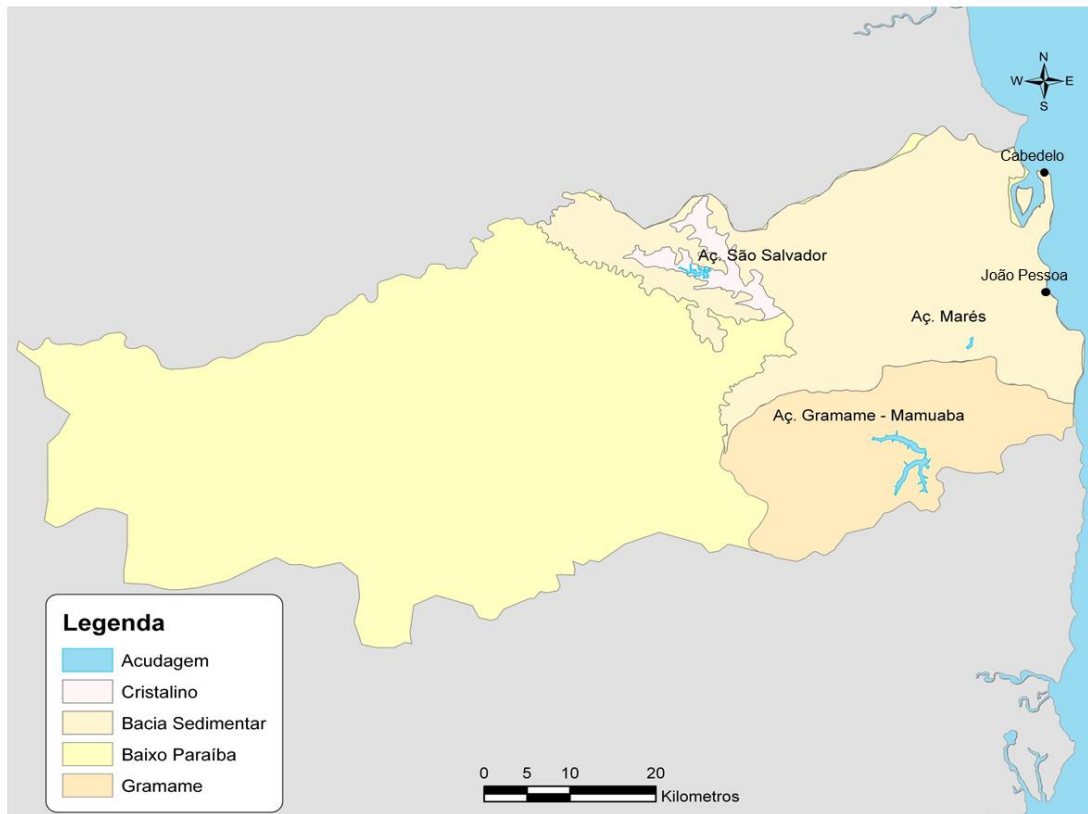 N
W E
S
Cabedelo
Aç. São Salvador
João Pessoa
Aç. Marés
Aç. Gramame - Mamuaba
Legenda
Acudagem
Cristalino
Bacia Sedimentar
Baixo Paraíba
Gramame
0 5 10 20
Kilometros